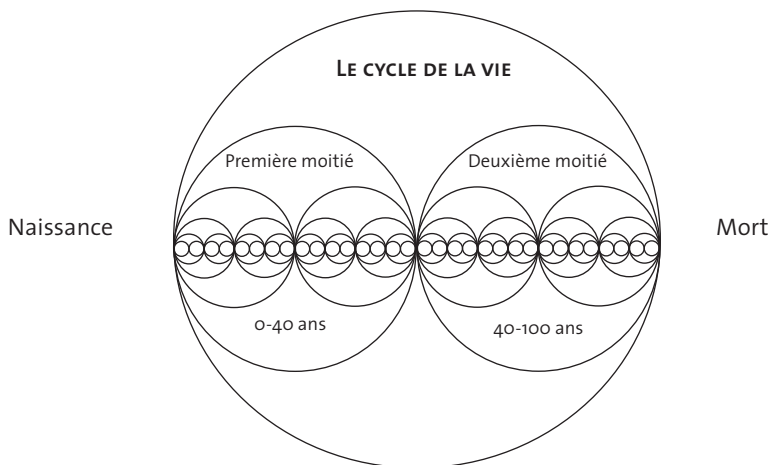 Le cycle de la vie
Première moitié
Deuxième moitié
Naissance
Mort
0-40 ans
40-100 ans